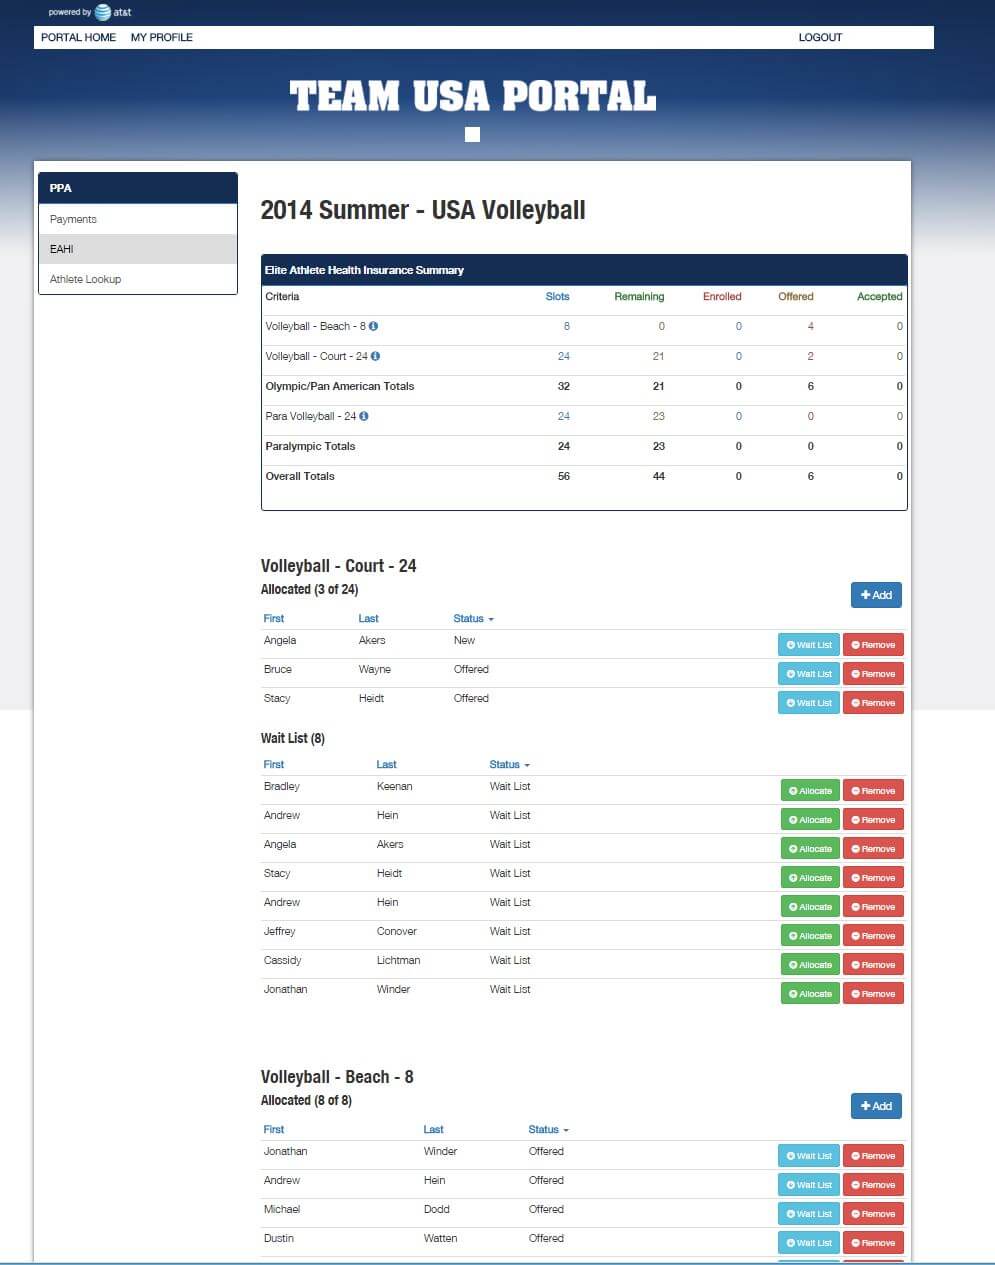 powered by at&t
PORTAL HOME MY PROFILE LOGOUT
TEAM USA PORTAL
PPA
Payments
EAHI
Athlete Lookup
2014 Summer - USA Volleyball
Elite Athlete Health Insurance Summary
Criteria Slots Remaining Enrolled Offered Accepted
Volleyball - Beach - 8 8 0 0 4 0
Volleyball - Court - 24 24 21 0 2 0
Olympic/Pan American Totals 32 21 0 6 0
Para Volleyball - 24 24 23 0 0 0
Paralympic Totals 24 23 0 0 0
Overall Totals 56 44 0 6 0
Volleyball - Court - 24
Allocated (3 of 24)
Add
First Last Status
Angela Akers New Wait List Remove
Bruce Wayne Offered Wait List Remove
Stacy Heidt Offered Wait List Remove
Wait List (8)
First Last Status
Bradley Keenan Wait List Allocate Remove
Andrew Hein Wait List Allocate Remove
Angela Akers Wait List Allocate Remove
Stacy Heidt Wait List Allocate Remove
Andrew Hein Wait List Allocate Remove
Jeffrey Conover Wait List Allocate Remove
Cassidy Lichtman Wait List Allocate Remove
Jonathan Winder Wait List Allocate Remove
Volleyball - Beach - 8
Allocated (8 of 8)
Add
First Last Status
Jonathan Winder Offered Wait List Remove
Andrew Hein Offered Wait List Remove
Michael Dodd Offered Wait List Remove
Dustin Watten Offered Wait List Remove